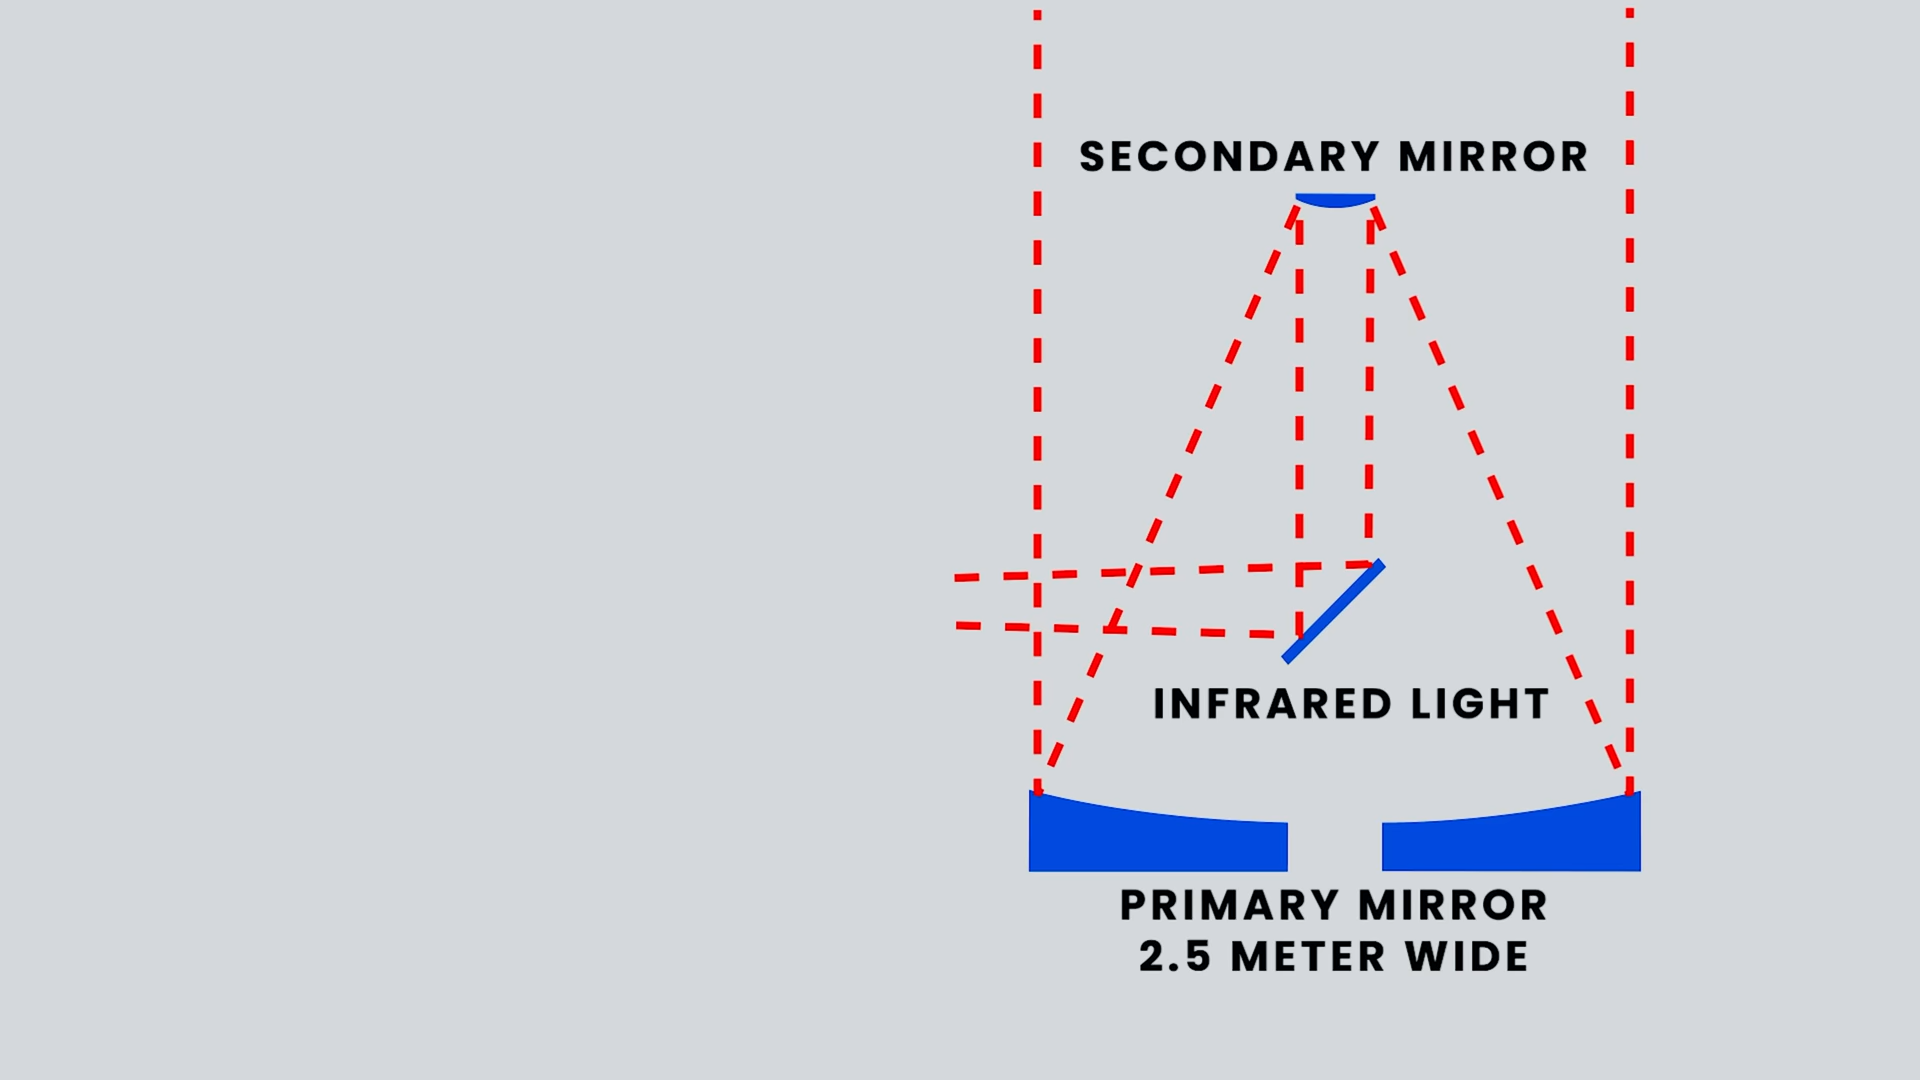 SECONDARY MIRROR
INFRARED LIGHT
PRIMARY MIRROR
2.5 METER WIDE